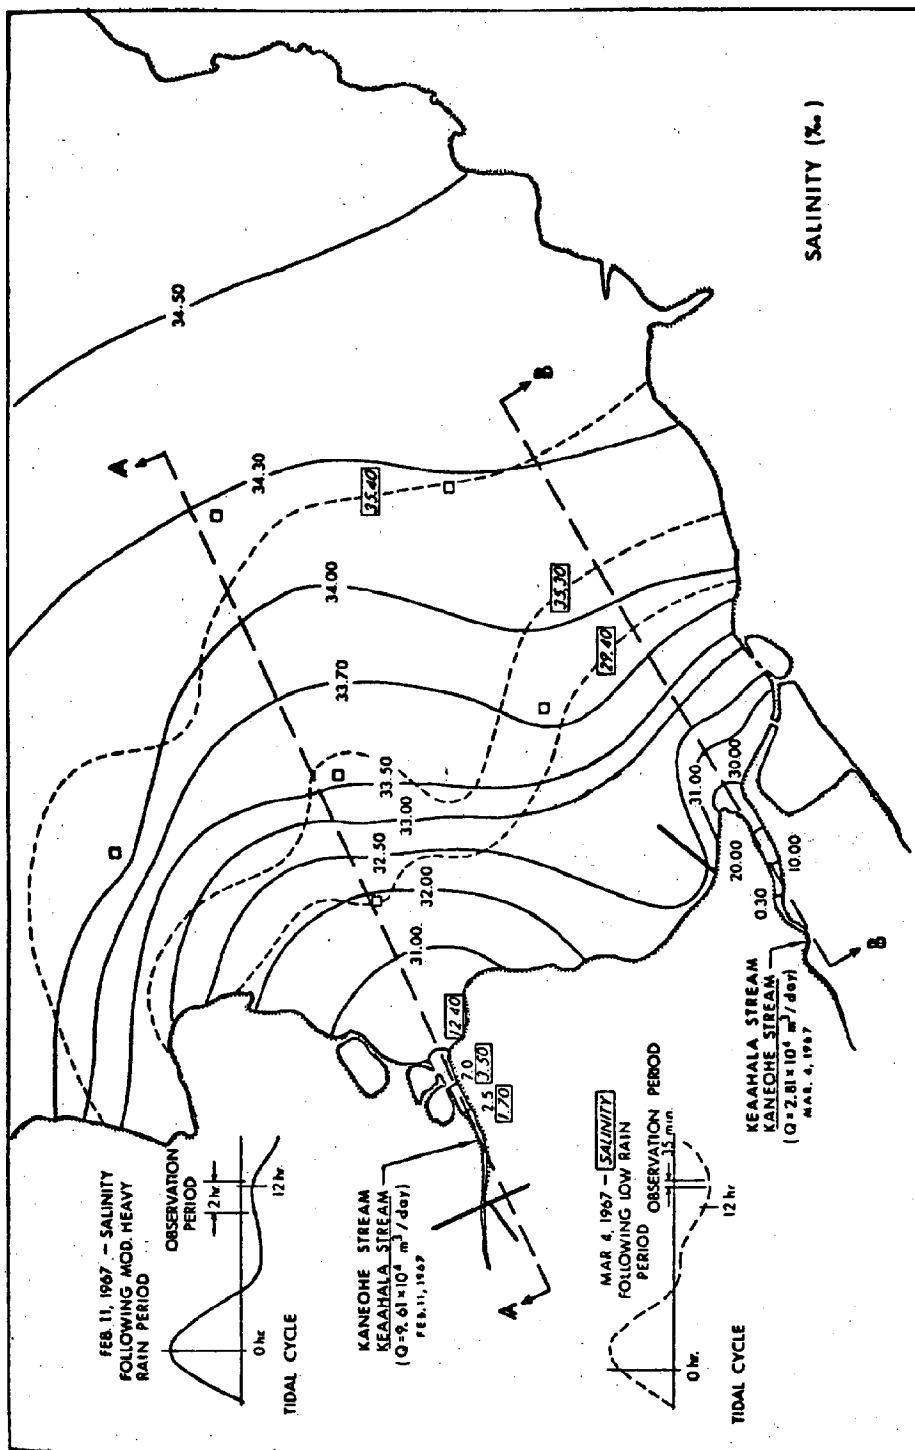 FEB. 11, 1967 - SALINITY
FOLLOWING MOD. HEAVY
RAIN PERIOD
OBSERVATION
PERIOD
2 hr
0 hr
12 hr.
TIDAL CYCLE
KANEOHE STREAM
KEAAHALA STREAM
(Q = 9.61 × 10⁴ m³/day)
FEB. 11, 1967
MAR 4, 1967 - SALINITY
FOLLOWING LOW RAIN
PERIOD
OBSERVATION PERIOD
35 min.
0 hr.
12 hr
TIDAL CYCLE
KEAAHALA STREAM
KANEOHE STREAM
(Q = 2.81 × 10⁴ m³/day)
MAR. 4, 1967
A
A
B
B
2.5
7.0
1.70
3.50
12.40
31.00
32.00
32.50
33.00
33.50
33.70
34.00
34.30
34.50
35.40
35.30
29.40
0.30
10.00
20.00
30.00
31.00
SALINITY (‰)